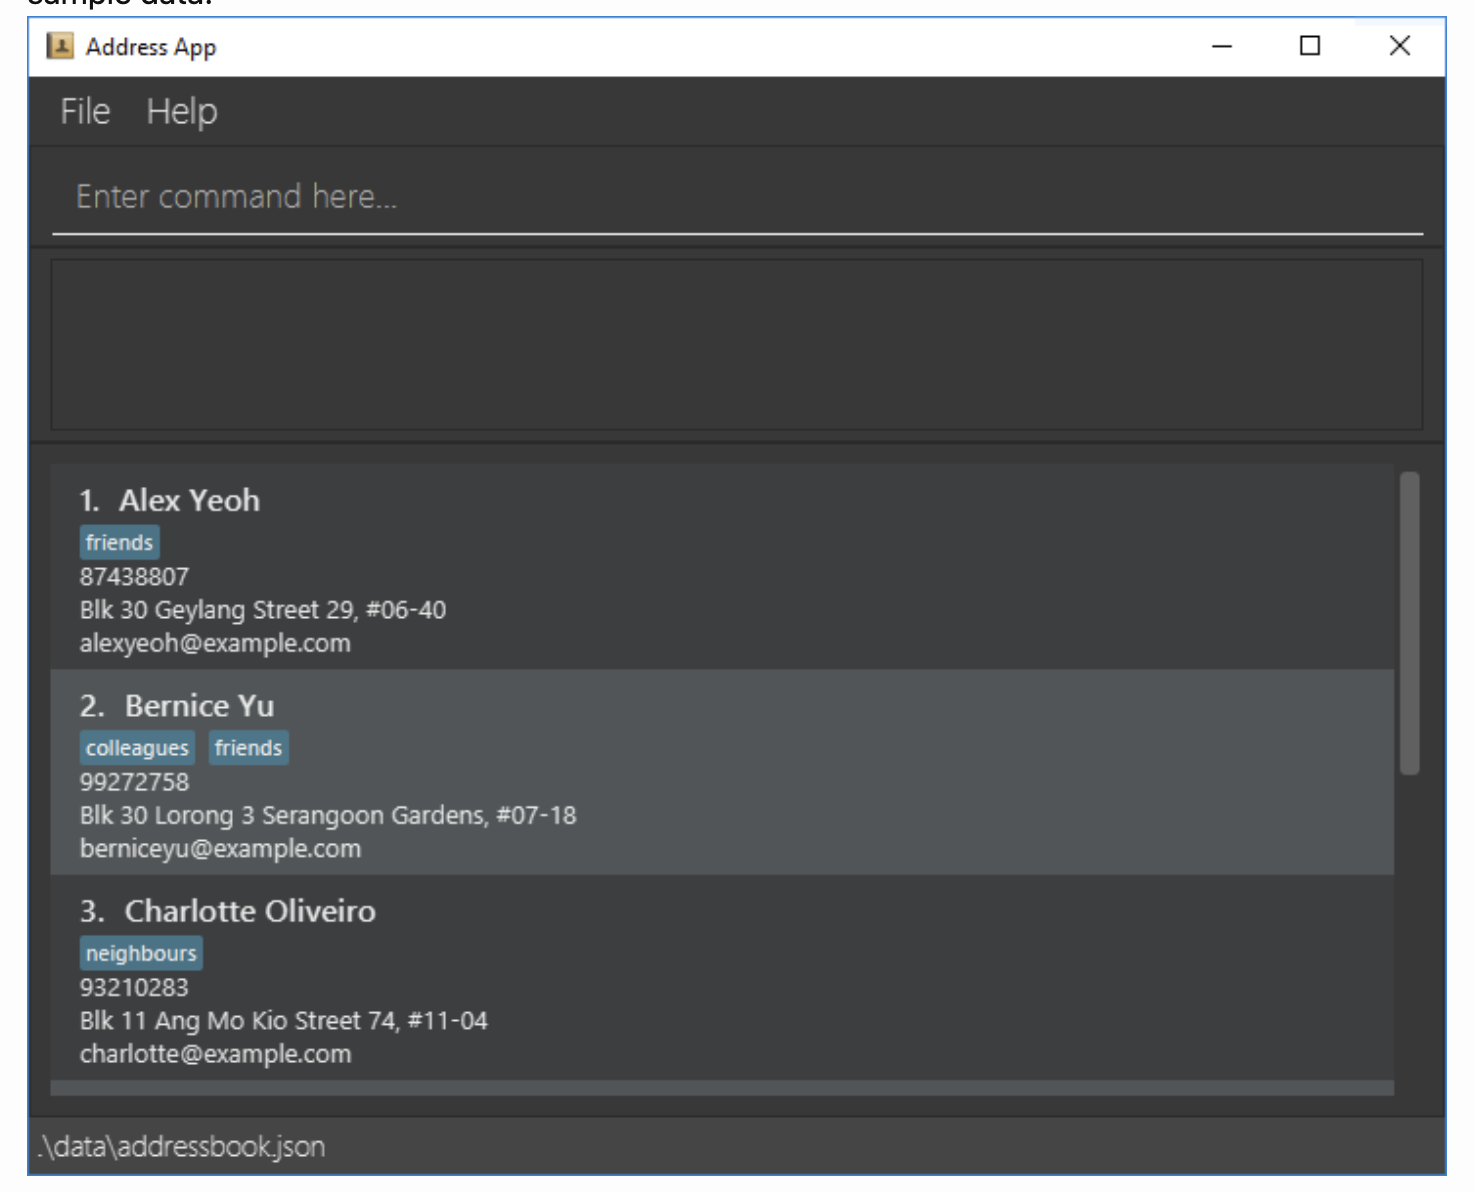 sample data.
Address App
File Help
Enter command here...
1. Alex Yeoh
friends
87438807
Blk 30 Geylang Street 29, #06-40
alexyeoh@example.com
2. Bernice Yu
colleagues friends
99272758
Blk 30 Lorong 3 Serangoon Gardens, #07-18
berniceyu@example.com
3. Charlotte Oliveiro
neighbours
93210283
Blk 11 Ang Mo Kio Street 74, #11-04
charlotte@example.com
.\data\addressbook.json